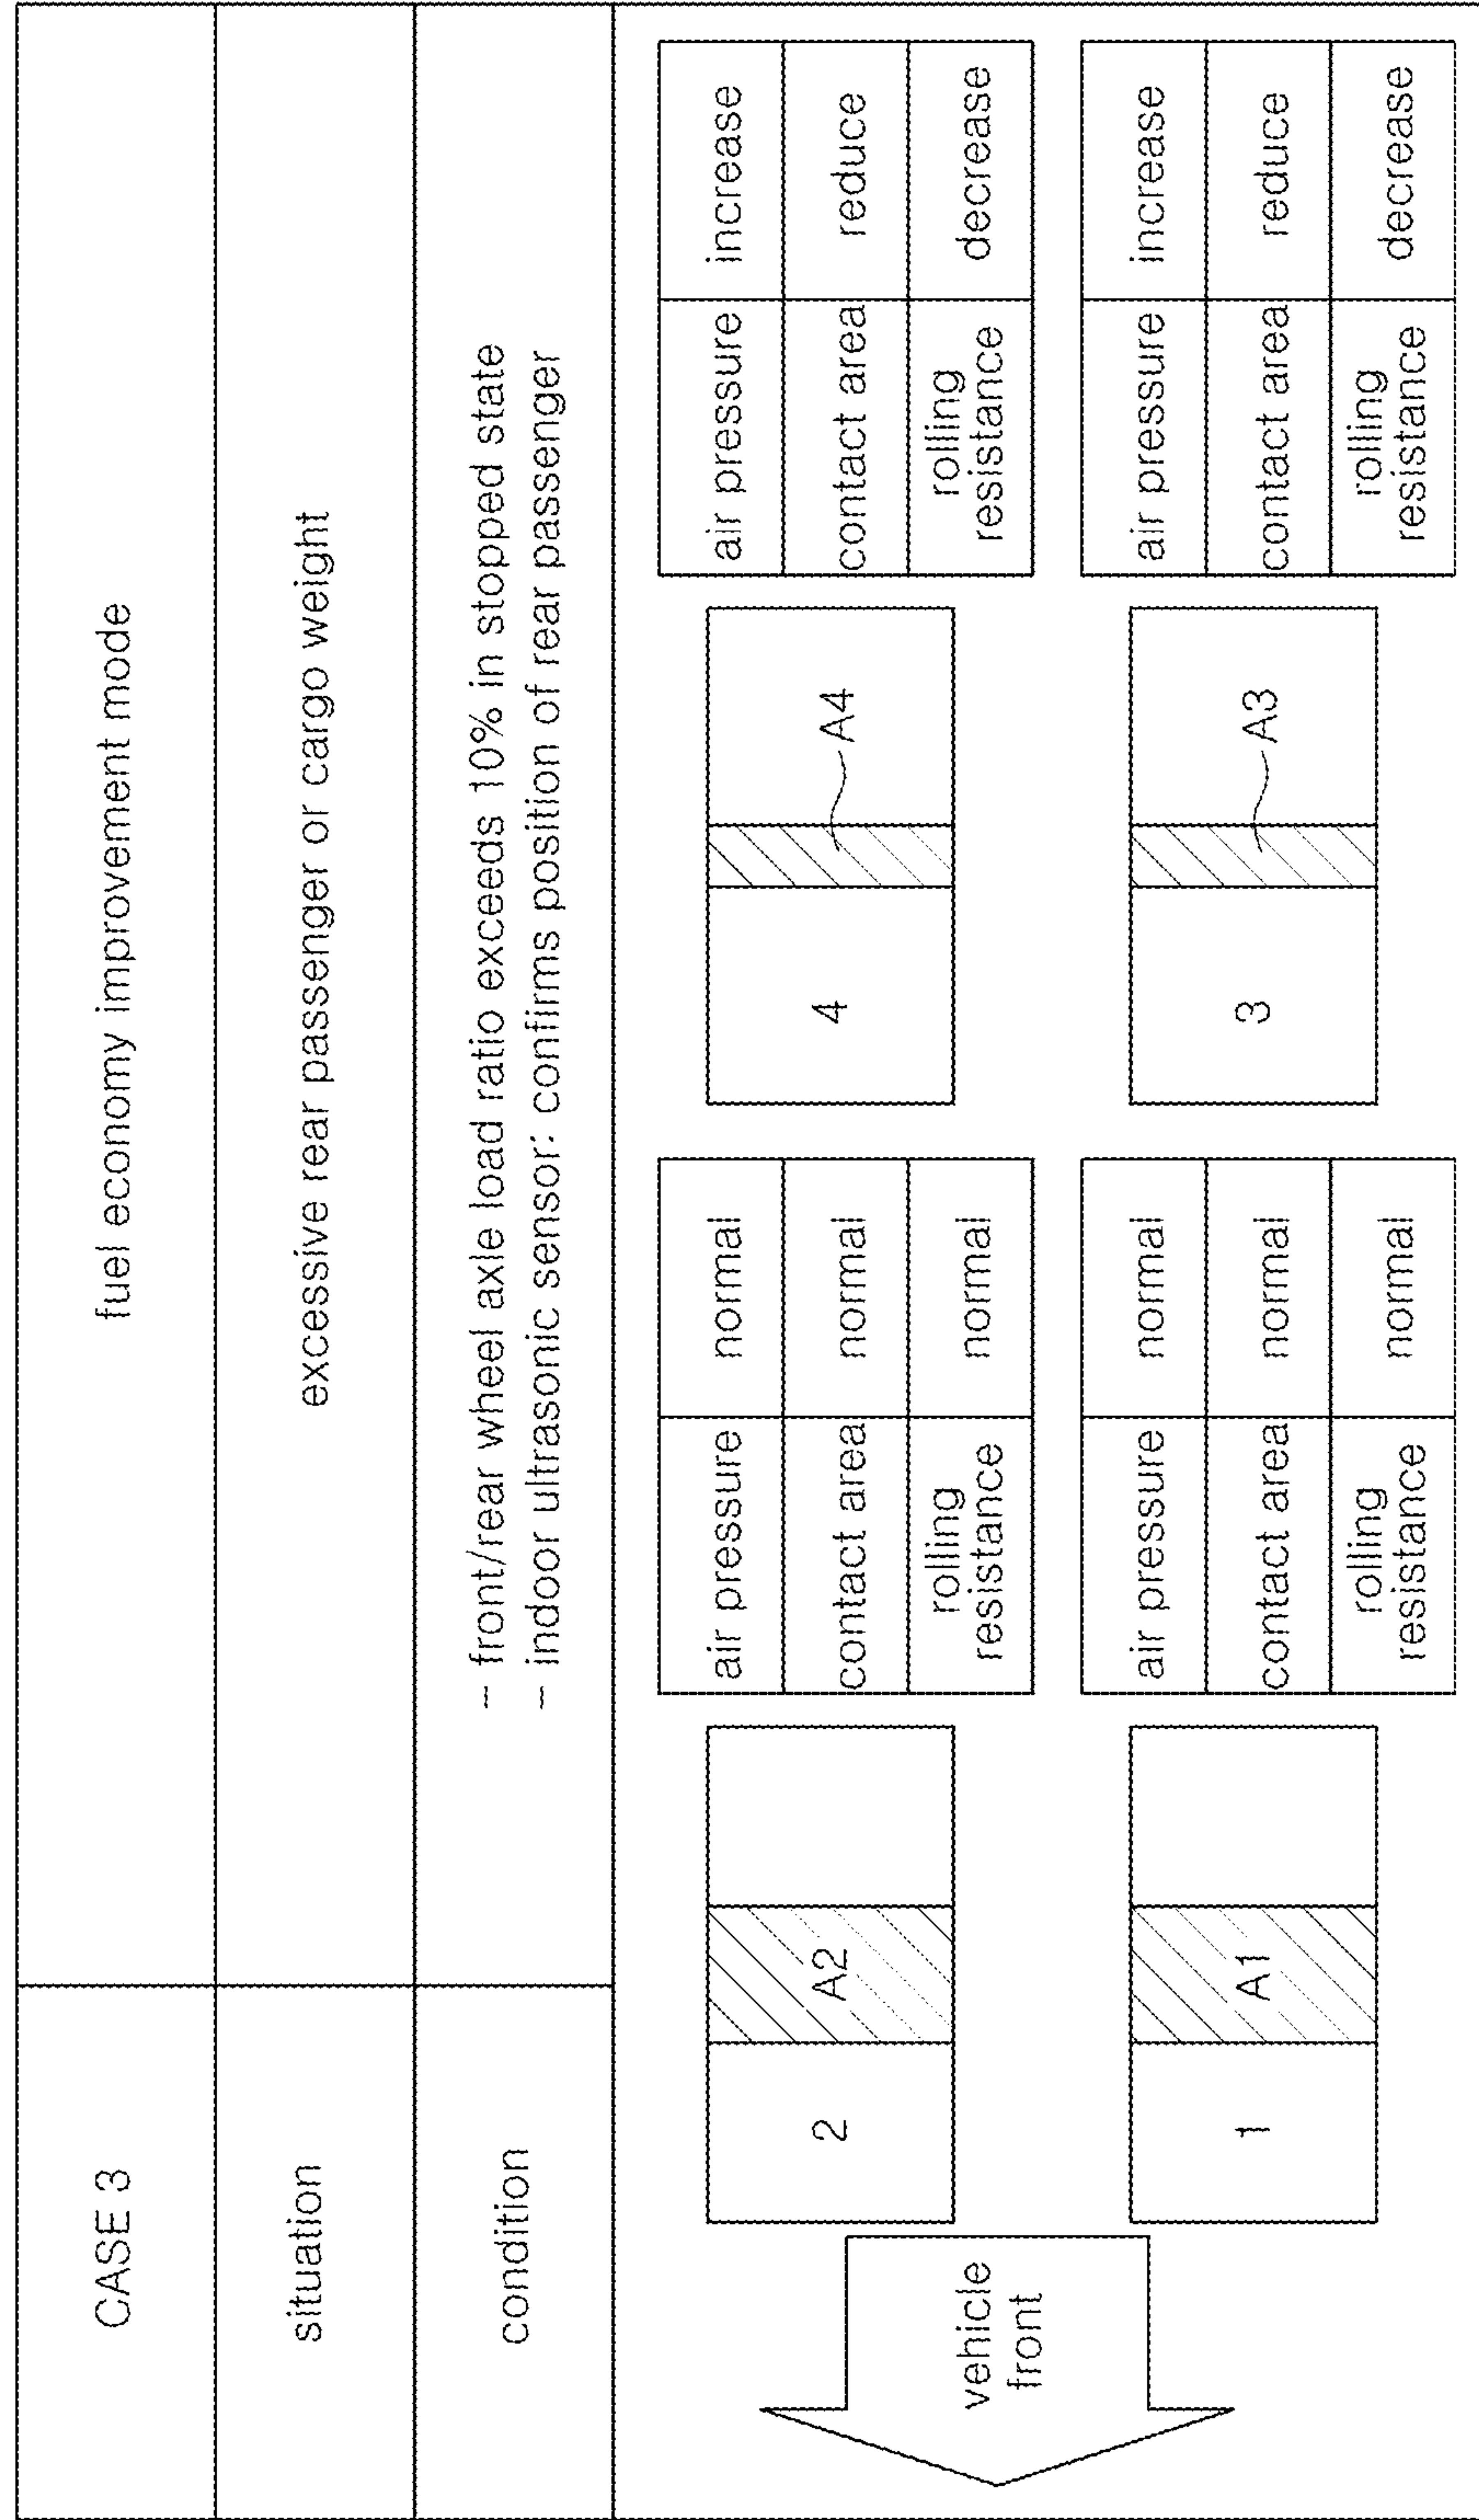 CASE 3
fuel economy improvement mode
situation
excessive rear passenger or cargo weight
condition
- front/rear wheel axle load ratio exceeds 10% in stopped state
- indoor ultrasonic sensor: confirms position of rear passenger
vehicle
front
2
A2
air pressure
normal
contact area
normal
rolling
resistance
normal
4
A4
air pressure
increase
contact area
reduce
rolling
resistance
decrease
1
A1
air pressure
normal
contact area
normal
rolling
resistance
normal
3
A3
air pressure
increase
contact area
reduce
rolling
resistance
decrease